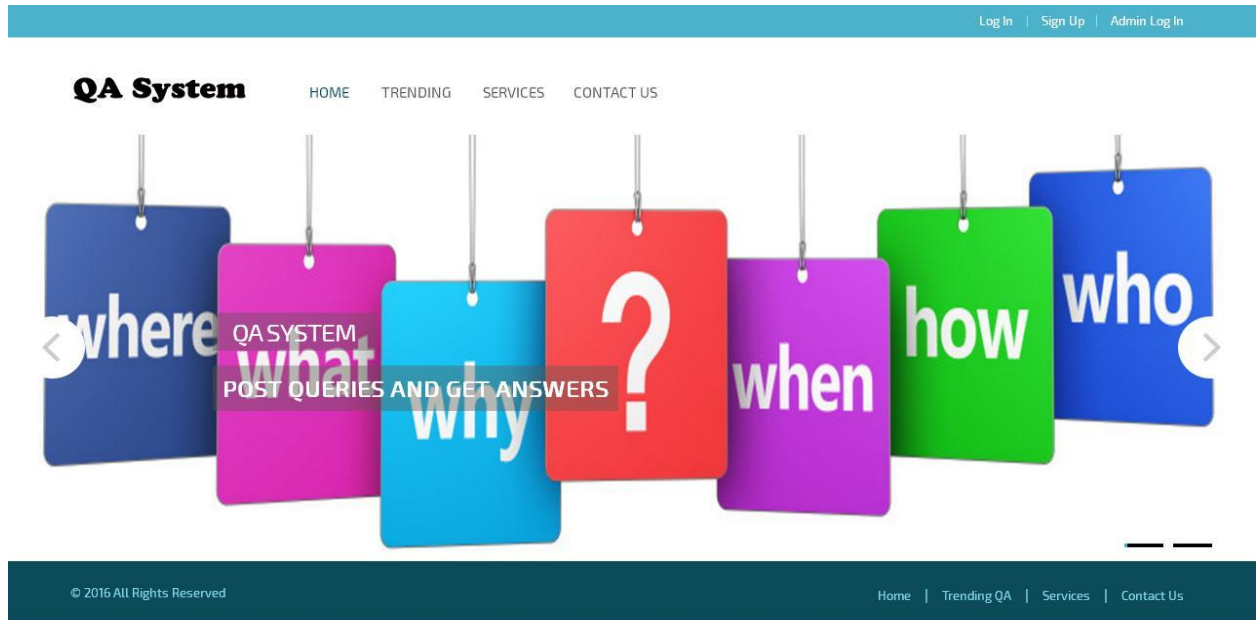 Log In | Sign Up | Admin Log In
QA System
HOME TRENDING SERVICES CONTACT US
where what why ? when how who
QA SYSTEM
POST QUERIES AND GET ANSWERS
© 2016 All Rights Reserved
Home | Trending QA | Services | Contact Us